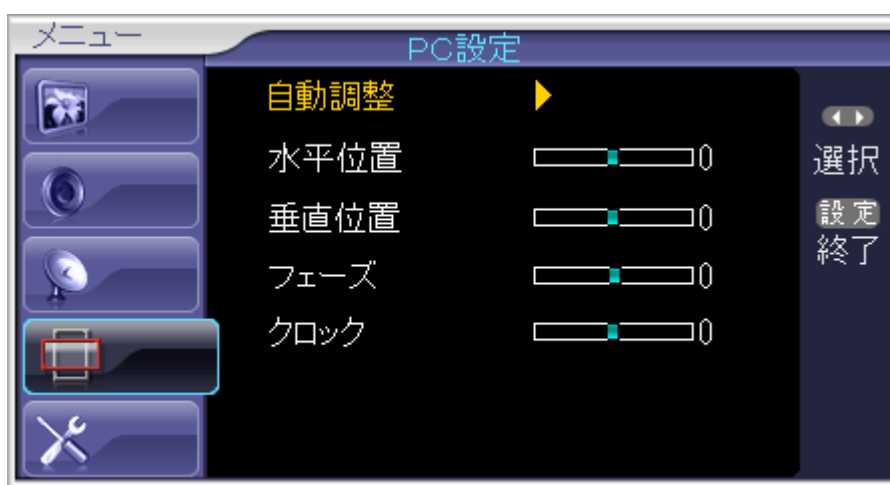 メニュー
PC設定
自動調整
水平位置 0
垂直位置 0
フェーズ 0
クロック 0
選択
設定
終了